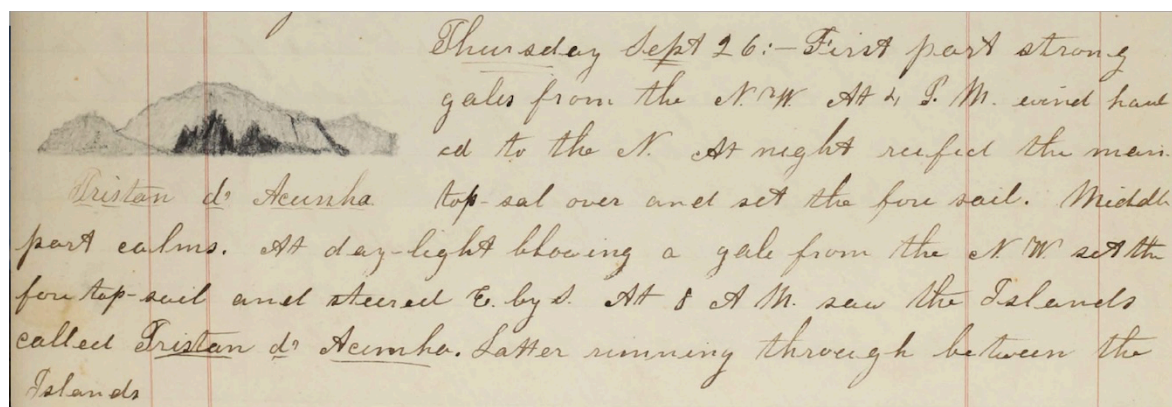 Thursday Sept 26:- First part strong
gales from the N.W. At 4 P.M. wind haul
ed to the N. At night reefed the main
Tristan d' Acunha
top-sal over and set the fore sail. Middle
part calms. At day-light blowing a gale from the N.W. set the
fore top-sail and steered E. by S. At 8 A M. saw the Islands
called Tristan d' Acunha. Latter running through between the
Islands